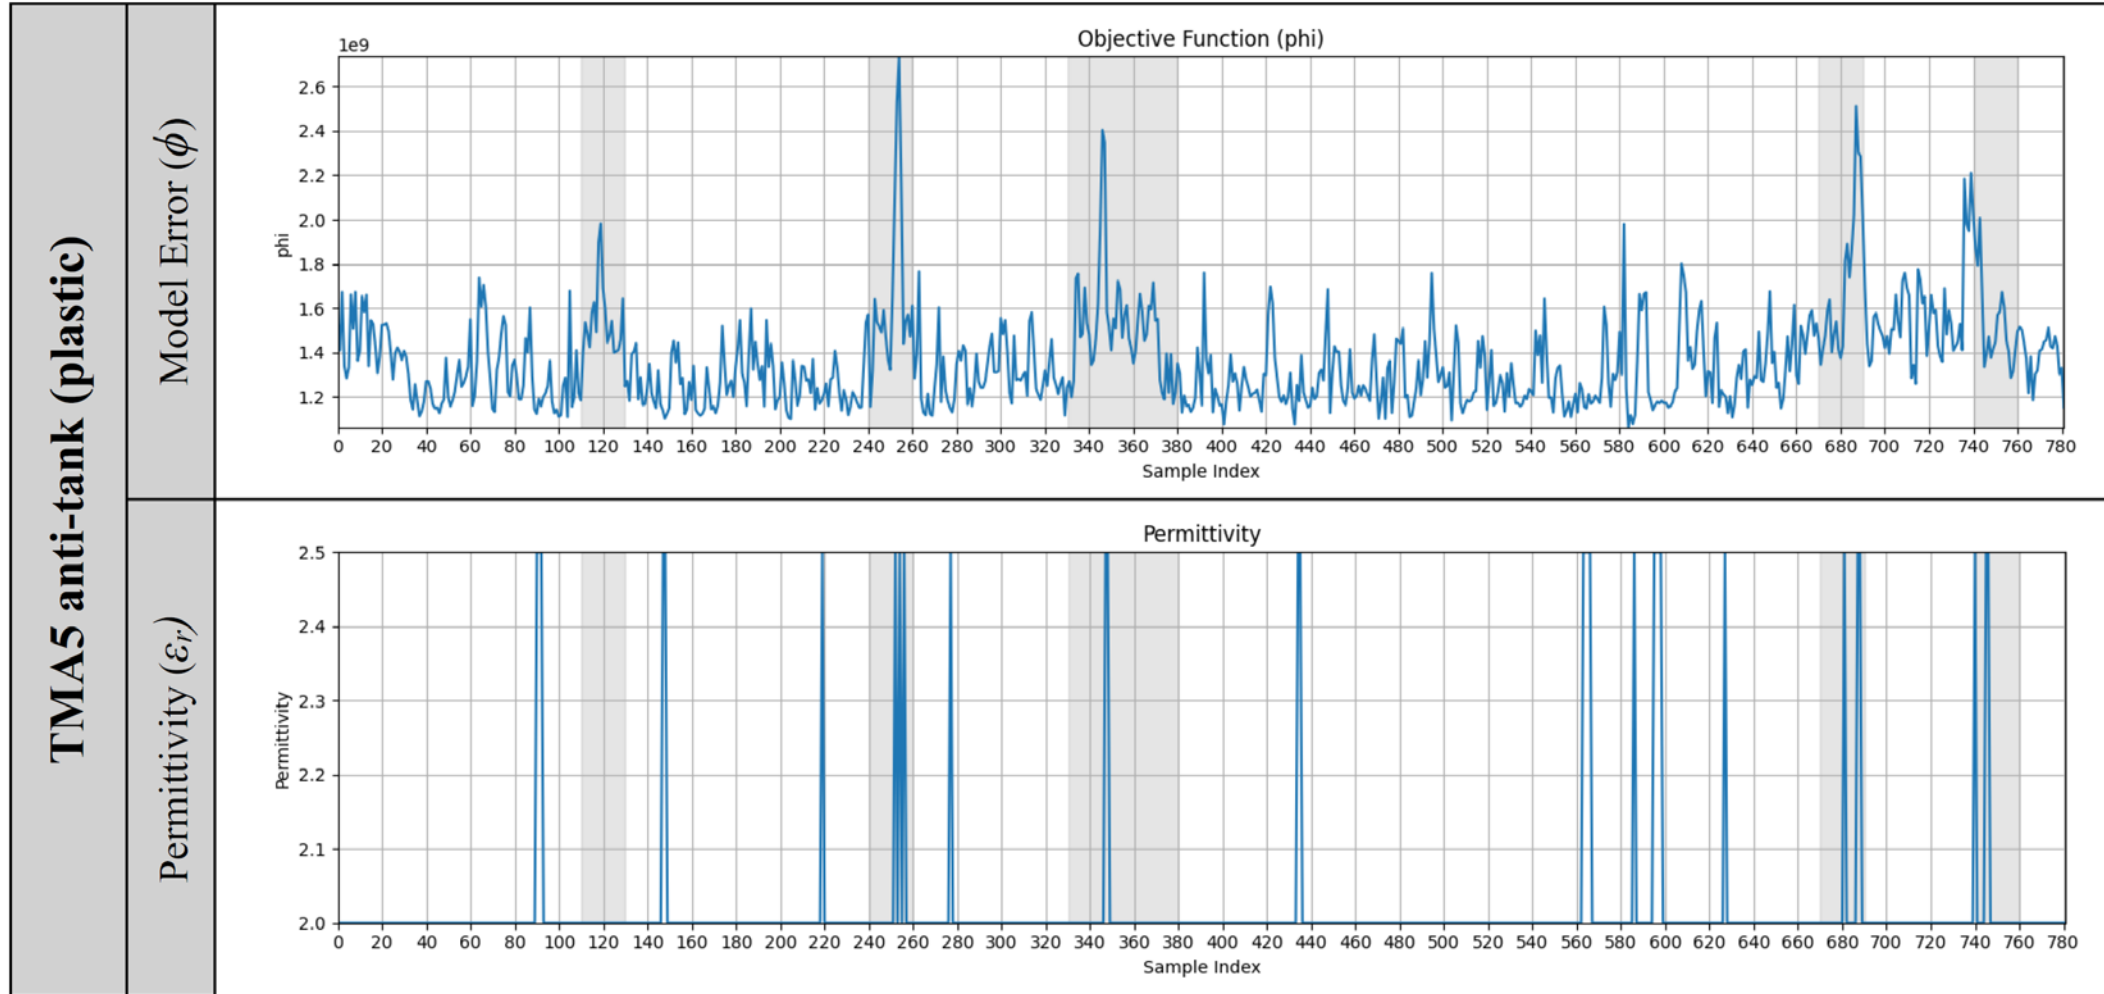 TMA5 anti-tank (plastic)
Model Error (ϕ)
Objective Function (phi)
1e9
2.6
2.4
2.2
2.0
1.8
1.6
1.4
1.2
phi
0 20 40 60 80 100 120 140 160 180 200 220 240 260 280 300 320 340 360 380 400 420 440 460 480 500 520 540 560 580 600 620 640 660 680 700 720 740 760 780
Sample Index
Permittivity (εr)
Permittivity
2.5
2.4
2.3
2.2
2.1
2.0
Permittivity
0 20 40 60 80 100 120 140 160 180 200 220 240 260 280 300 320 340 360 380 400 420 440 460 480 500 520 540 560 580 600 620 640 660 680 700 720 740 760 780
Sample Index